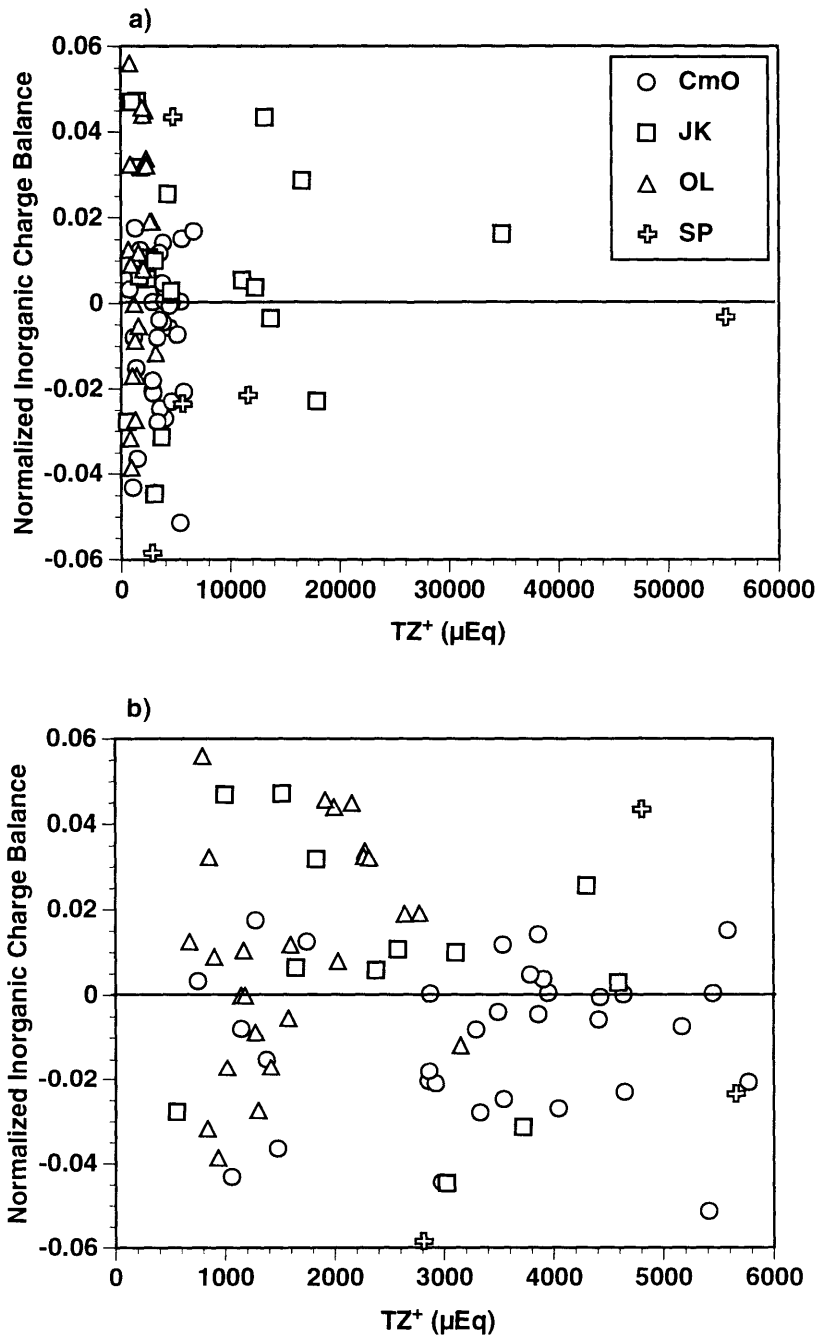 a)
Normalized Inorganic Charge Balance
0.06
0.04
0.02
0
-0.02
-0.04
-0.06
CmO
JK
OL
SP
0 10000 20000 30000 40000 50000 60000
TZ⁺ (µEq)
b)
Normalized Inorganic Charge Balance
0.06
0.04
0.02
0
-0.02
-0.04
-0.06
0 1000 2000 3000 4000 5000 6000
TZ⁺ (µEq)